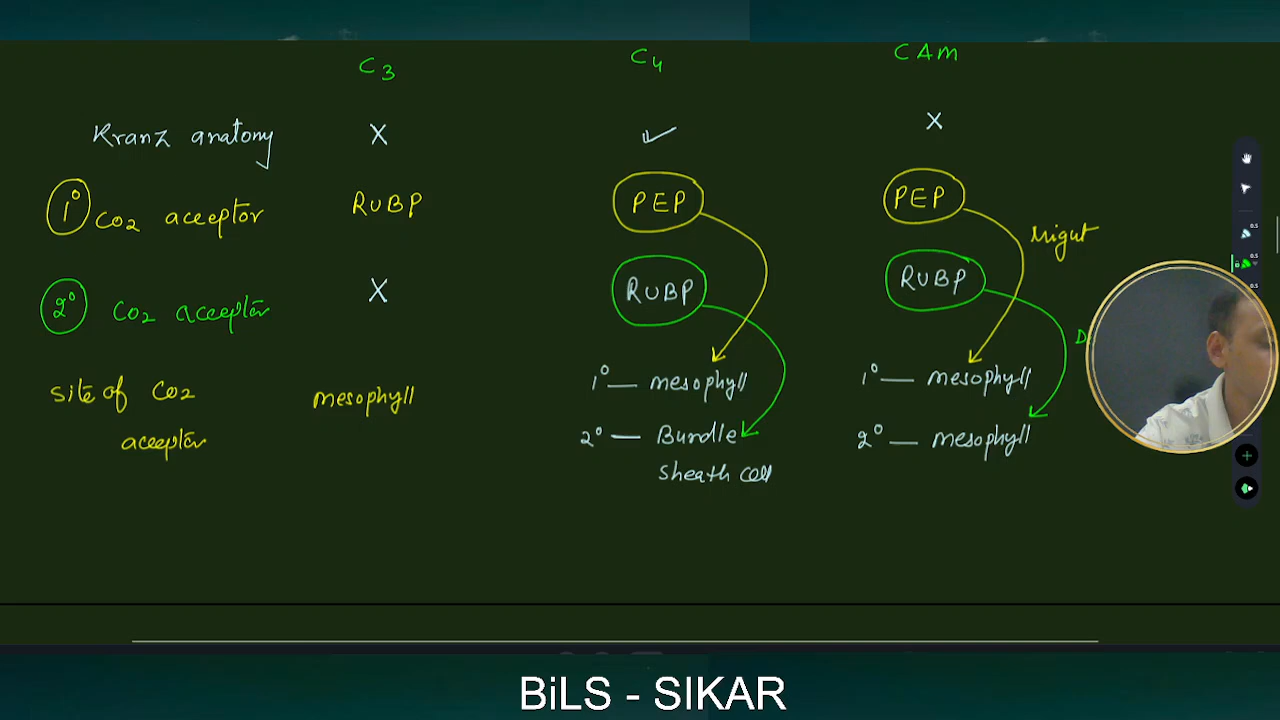 C3 C4 CAM
Kranz anatomy X ✓ X
1° CO2 acceptor RUBP PEP PEP
Night
2° CO2 acceptor X RUBP RUBP
D
site of CO2 mesophyll 1° — mesophyll 1° — mesophyll
acceptor 2° — Bundle 2° — mesophyll
sheath cell
BiLS - SIKAR